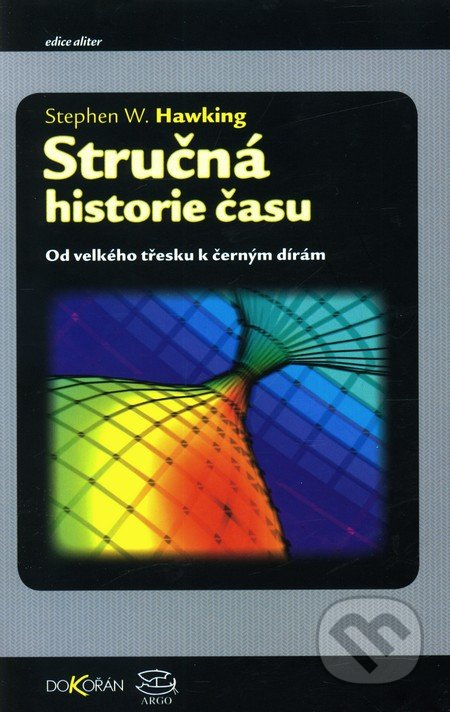 edice aliter
Stephen W. Hawking
Stručná
historie času
Od velkého třesku k černým dírám
DOKOŘÁN
ARGO